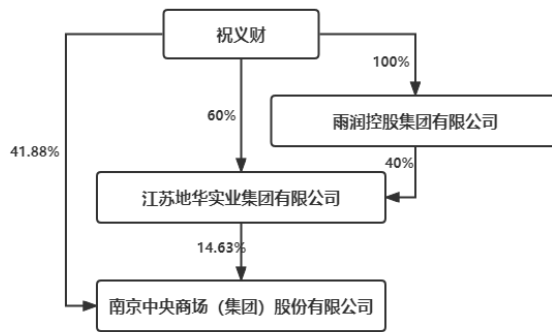 祝义财
100%
60%
雨润控股集团有限公司
41.88%
40%
江苏地华实业集团有限公司
14.63%
南京中央商场（集团）股份有限公司